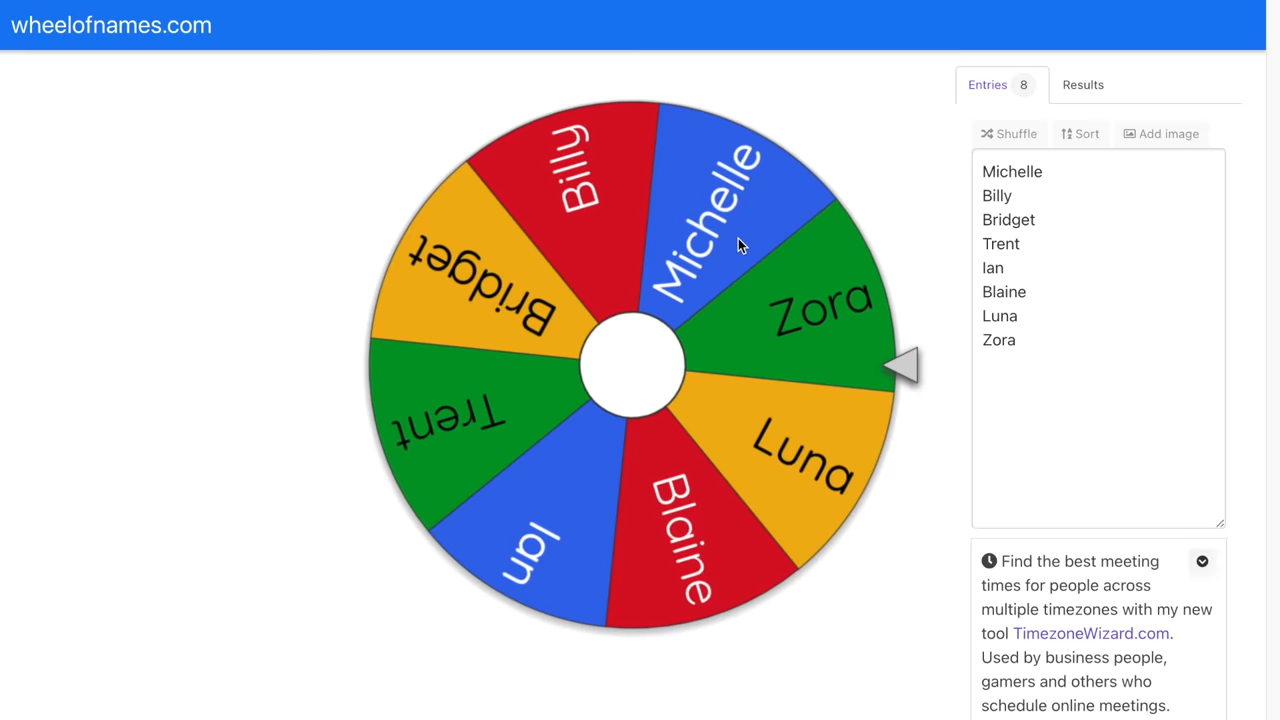 wheelofnames.com
Entries 8 Results
Shuffle Sort Add image
Michelle
Billy
Bridget
Trent
Ian
Blaine
Luna
Zora
Billy
Michelle
Zora
Luna
Blaine
Ian
Trent
Bridget
Find the best meeting
times for people across
multiple timezones with my new
tool TimezoneWizard.com.
Used by business people,
gamers and others who
schedule online meetings.